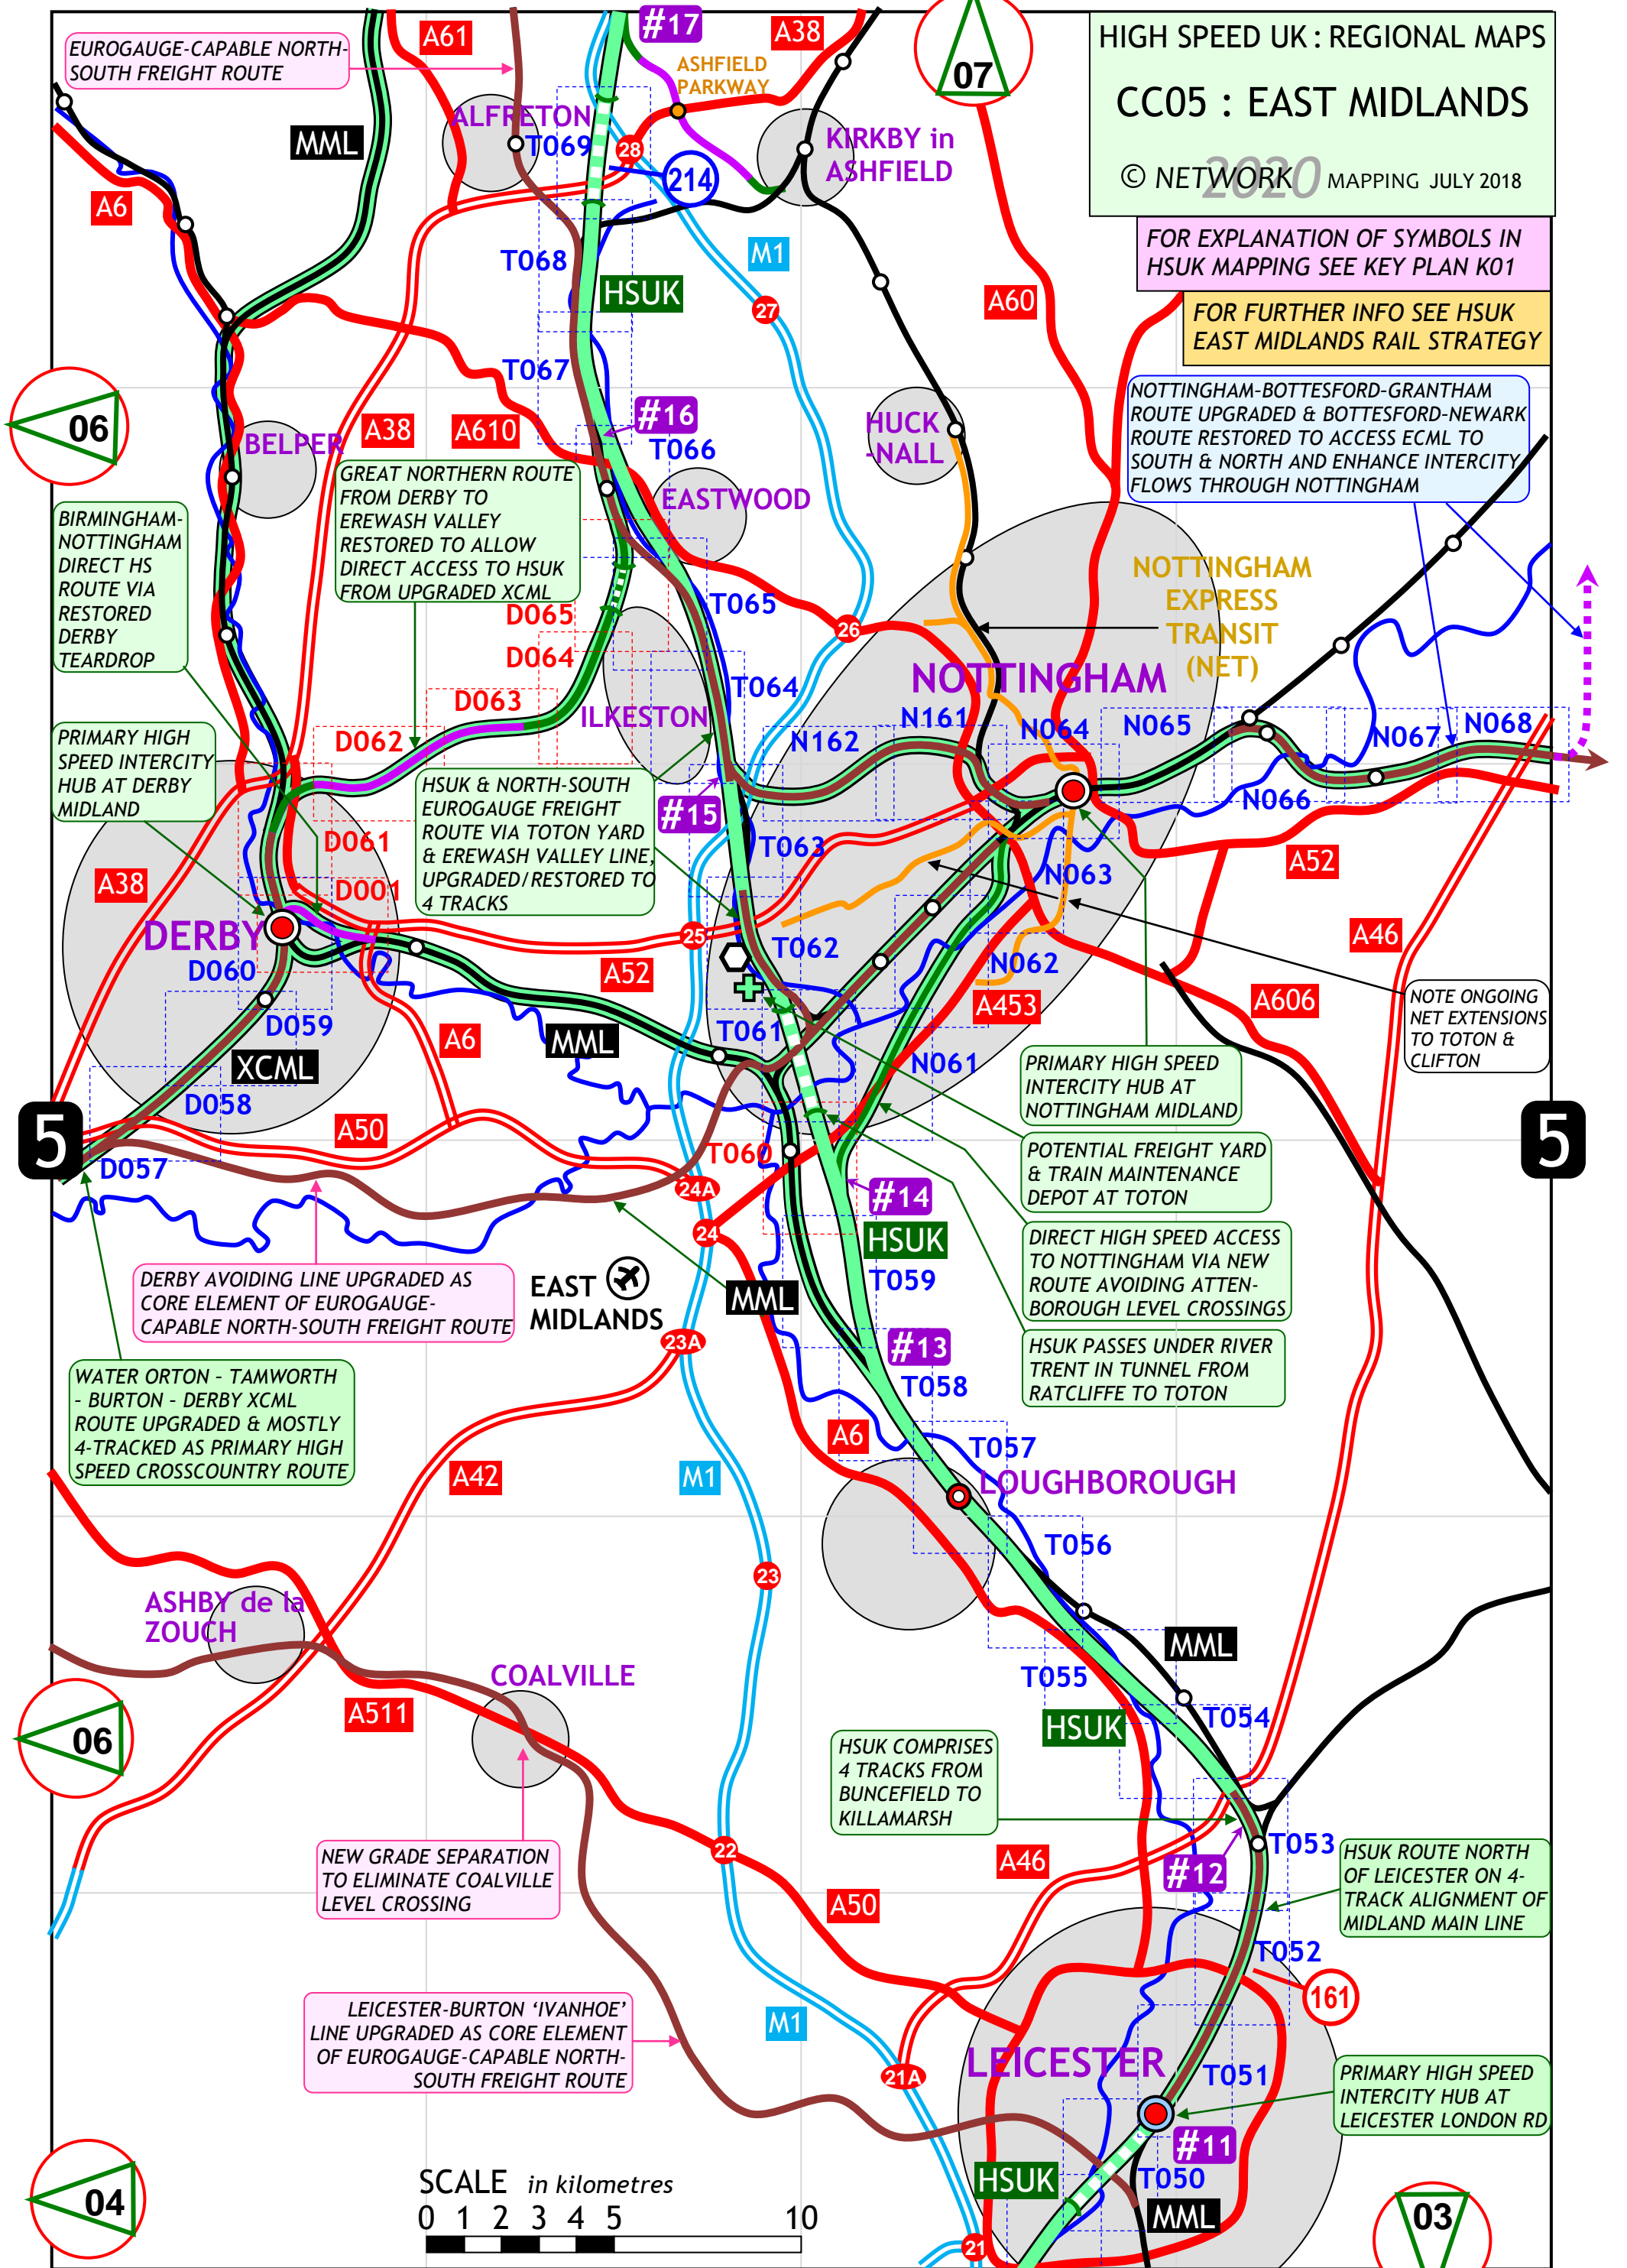 HIGH SPEED UK : REGIONAL MAPS
CC05 : EAST MIDLANDS
© NETWORK 2020 MAPPING JULY 2018
FOR EXPLANATION OF SYMBOLS IN
HSUK MAPPING SEE KEY PLAN K01
FOR FURTHER INFO SEE HSUK
EAST MIDLANDS RAIL STRATEGY
NOTTINGHAM-BOTTESFORD-GRANTHAM
ROUTE UPGRADED & BOTTESFORD-NEWARK
ROUTE RESTORED TO ACCESS ECML TO
SOUTH & NORTH AND ENHANCE INTERCITY
FLOWS THROUGH NOTTINGHAM
EUROGAUGE-CAPABLE NORTH-
SOUTH FREIGHT ROUTE
A61
#17
A38
07
ASHFIELD
PARKWAY
MML
ALFRETON
T069
28
KIRKBY in
ASHFIELD
214
A6
T068
M1
HSUK
27
A60
T067
06
BELPER
A38
A610
#16
T066
HUCK
-NALL
EASTWOOD
GREAT NORTHERN ROUTE
FROM DERBY TO
EREWASH VALLEY
RESTORED TO ALLOW
DIRECT ACCESS TO HSUK
FROM UPGRADED XCML
BIRMINGHAM-
NOTTINGHAM
DIRECT HS
ROUTE VIA
RESTORED
DERBY
TEARDROP
NOTTINGHAM
EXPRESS
TRANSIT
(NET)
D065
T065
26
D064
T064
D063
NOTTINGHAM
ILKESTON
N161
N064
N065
N067
N068
D062
N162
PRIMARY HIGH
SPEED INTERCITY
HUB AT DERBY
MIDLAND
HSUK & NORTH-SOUTH
EUROGAUGE FREIGHT
ROUTE VIA TOTON YARD
& EREWASH VALLEY LINE,
UPGRADED/RESTORED TO
4 TRACKS
#15
N066
D061
T063
A52
A38
D001
N063
DERBY
25
T062
A46
D060
A52
N062
A453
A606
NOTE ONGOING
NET EXTENSIONS
TO TOTON &
CLIFTON
D059
A6
MML
T061
XCML
N061
PRIMARY HIGH SPEED
INTERCITY HUB AT
NOTTINGHAM MIDLAND
D058
5
A50
5
T060
D057
24A
POTENTIAL FREIGHT YARD
& TRAIN MAINTENANCE
DEPOT AT TOTON
#14
24
HSUK
DIRECT HIGH SPEED ACCESS
TO NOTTINGHAM VIA NEW
ROUTE AVOIDING ATTEN-
BOROUGH LEVEL CROSSINGS
DERBY AVOIDING LINE UPGRADED AS
CORE ELEMENT OF EUROGAUGE-
CAPABLE NORTH-SOUTH FREIGHT ROUTE
EAST
MIDLANDS
MML
T059
23A
#13
HSUK PASSES UNDER RIVER
TRENT IN TUNNEL FROM
RATCLIFFE TO TOTON
WATER ORTON - TAMWORTH
- BURTON - DERBY XCML
ROUTE UPGRADED & MOSTLY
4-TRACKED AS PRIMARY HIGH
SPEED CROSSCOUNTRY ROUTE
T058
A6
T057
A42
M1
LOUGHBOROUGH
T056
23
ASHBY de la
ZOUCH
MML
COALVILLE
T055
A511
HSUK
T054
06
HSUK COMPRISES
4 TRACKS FROM
BUNCEFIELD TO
KILLAMARSH
22
T053
A46
#12
HSUK ROUTE NORTH
OF LEICESTER ON 4-
TRACK ALIGNMENT OF
MIDLAND MAIN LINE
NEW GRADE SEPARATION
TO ELIMINATE COALVILLE
LEVEL CROSSING
A50
T052
161
LEICESTER-BURTON ‘IVANHOE’
LINE UPGRADED AS CORE ELEMENT
OF EUROGAUGE-CAPABLE NORTH-
SOUTH FREIGHT ROUTE
M1
LEICESTER
21A
T051
PRIMARY HIGH SPEED
INTERCITY HUB AT
LEICESTER LONDON RD
#11
HSUK
T050
04
SCALE in kilometres
0 1 2 3 4 5 10
MML
03
21